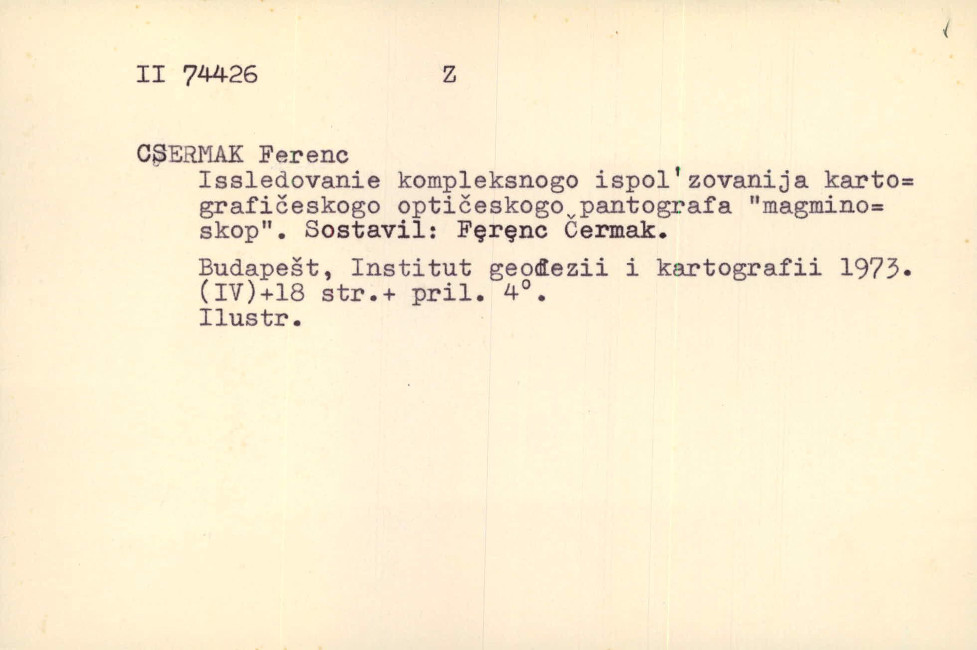 II 74426 Z
CSERMAK Ferenc
Issledovanie kompleksnogo ispol'zovanija karto=
grafičeskogo optičeskogo pantografa "magmino=
skop". Sostavil: Ferenc Čermak.
Budapešt, Institut geodezii i kartografii 1973.
(IV)+18 str.+ pril. 4°.
Ilustr.